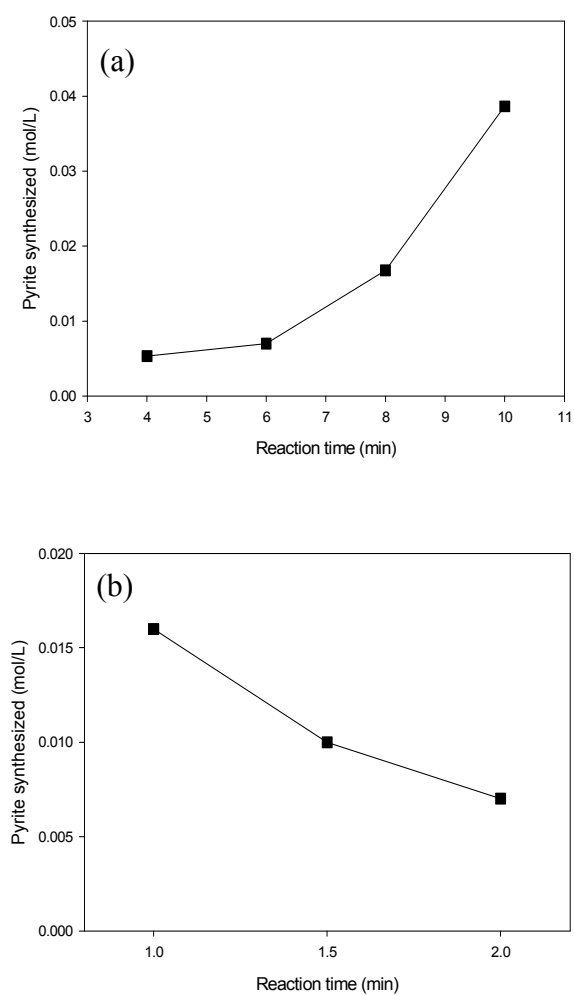 (a)
Pyrite synthesized (mol/L)
0.05
0.04
0.03
0.02
0.01
0.00
3 4 5 6 7 8 9 10 11
Reaction time (min)
(b)
Pyrite synthesized (mol/L)
0.020
0.015
0.010
0.005
0.000
1.0 1.5 2.0
Reaction time (min)